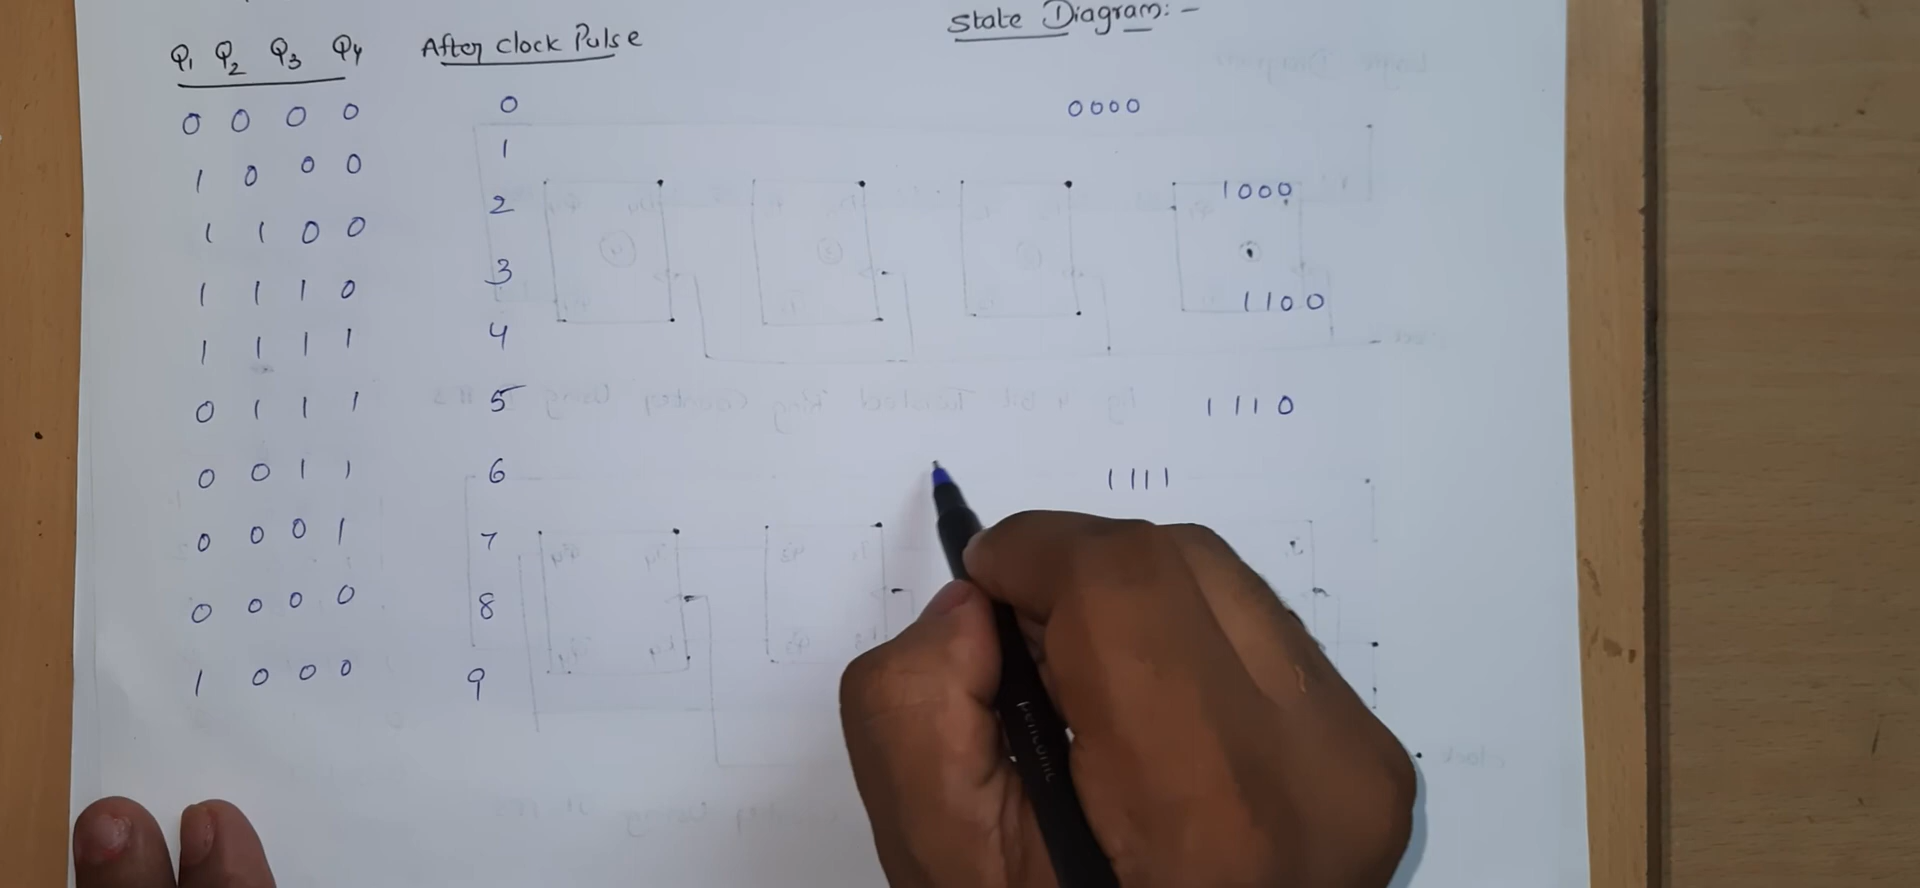 State Diagram:-
Q1 Q2 Q3 Q4 After clock Pulse
0 0 0 0 0 0000
1 0 0 0 1
1000
1 1 0 0 2
1 1 1 0 3 1100
1 1 1 1 4
0 1 1 1 5 1110
0 0 1 1 6 1111
0 0 0 1 7
0 0 0 0 8
1 0 0 0 9